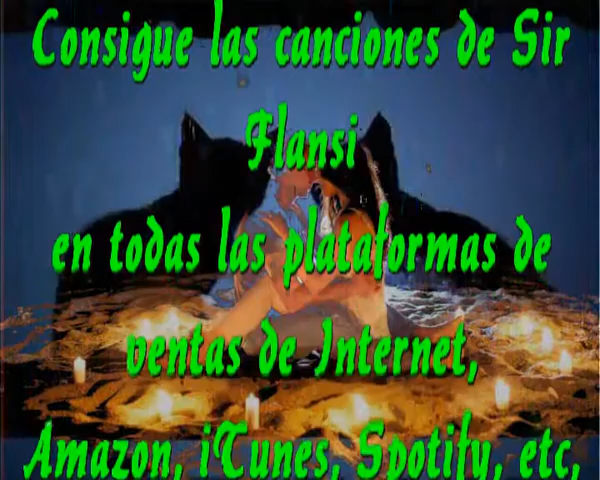 Consigue las canciones de Sir
Flansi
en todas las plataformas de
ventas de Internet,
Amazon, iTunes, Spotify, etc,